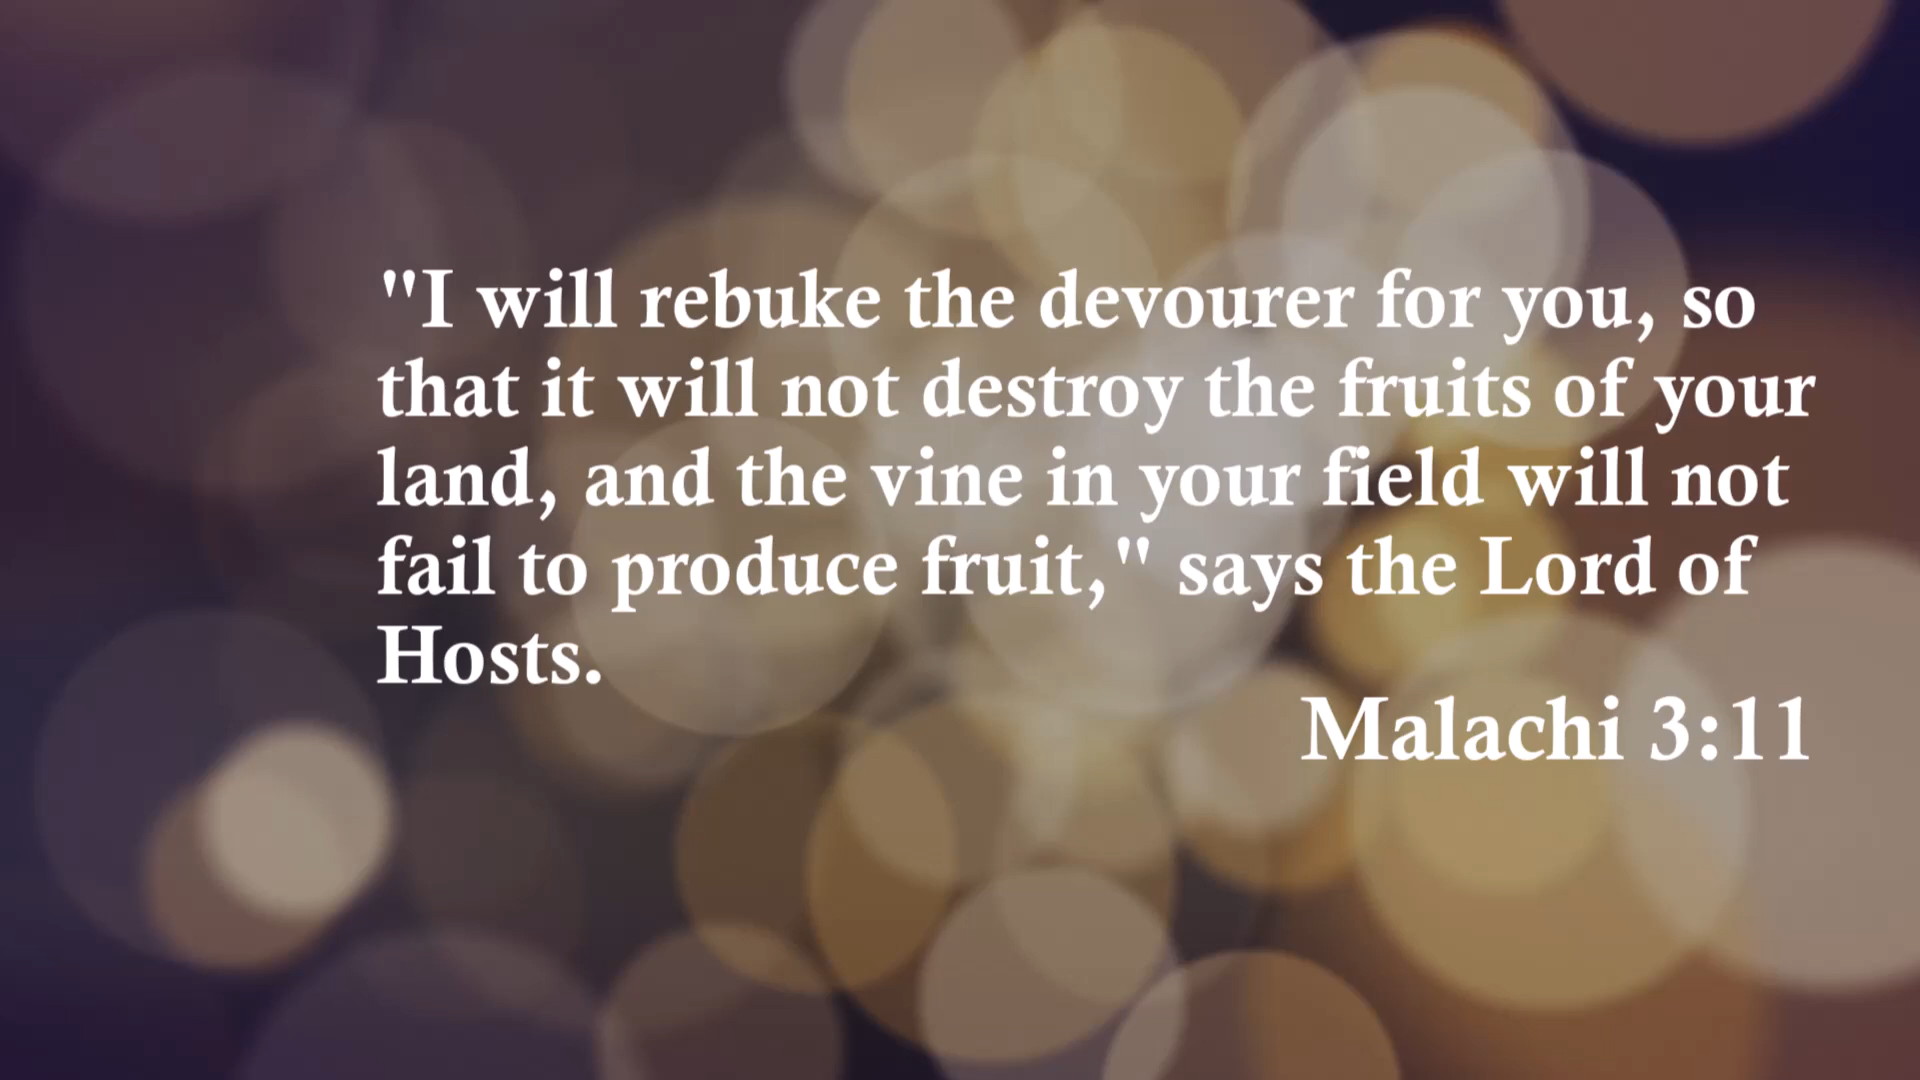 "I will rebuke the devourer for you, so
that it will not destroy the fruits of your
land, and the vine in your field will not
fail to produce fruit," says the Lord of
Hosts.
Malachi 3:11